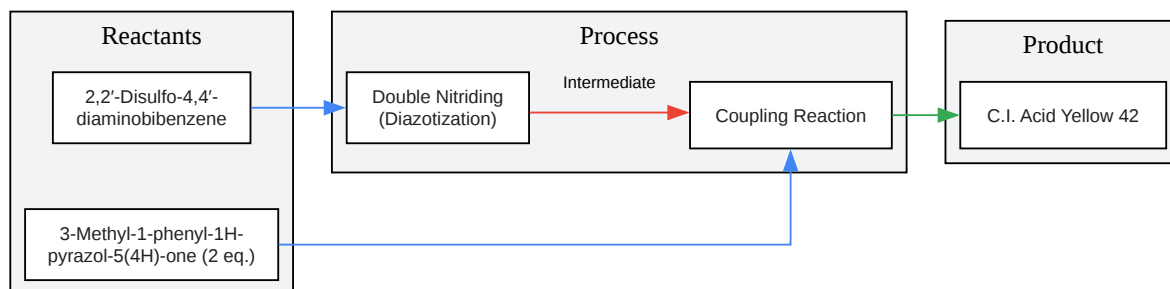 Reactants
2,2′-Disulfo-4,4′-
diaminobibenzene
3-Methyl-1-phenyl-1H-
pyrazol-5(4H)-one (2 eq.)
Process
Double Nitriding
(Diazotization)
Intermediate
Coupling Reaction
Product
C.I. Acid Yellow 42